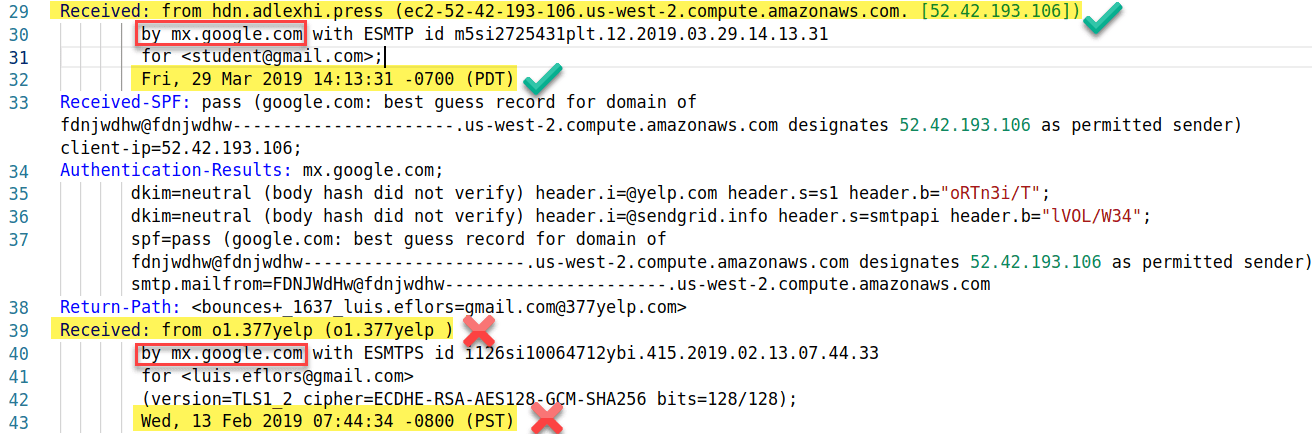 29 Received: from hdn.adlexhi.press (ec2-52-42-193-106.us-west-2.compute.amazonaws.com. [52.42.193.106])
30 by mx.google.com with ESMTP id m5si2725431plt.12.2019.03.29.14.13.31
31 for <student@gmail.com>;
32 Fri, 29 Mar 2019 14:13:31 -0700 (PDT)
33 Received-SPF: pass (google.com: best guess record for domain of
fdnjwdhw@fdnjwdhw----------------------.us-west-2.compute.amazonaws.com designates 52.42.193.106 as permitted sender)
client-ip=52.42.193.106;
34 Authentication-Results: mx.google.com;
35 dkim=neutral (body hash did not verify) header.i=@yelp.com header.s=s1 header.b="oRTn3i/T";
36 dkim=neutral (body hash did not verify) header.i=@sendgrid.info header.s=smtpapi header.b="lVOL/W34";
37 spf=pass (google.com: best guess record for domain of
fdnjwdhw@fdnjwdhw----------------------.us-west-2.compute.amazonaws.com designates 52.42.193.106 as permitted sender)
smtp.mailfrom=FDNJWdHw@fdnjwdhw----------------------.us-west-2.compute.amazonaws.com
38 Return-Path: <bounces+_1637_luis.eflors=gmail.com@377yelp.com>
39 Received: from o1.377yelp (o1.377yelp )
40 by mx.google.com with ESMTPS id i126si10064712ybi.415.2019.02.13.07.44.33
41 for <luis.eflors@gmail.com>
42 (version=TLS1_2 cipher=ECDHE-RSA-AES128-GCM-SHA256 bits=128/128);
43 Wed, 13 Feb 2019 07:44:34 -0800 (PST)